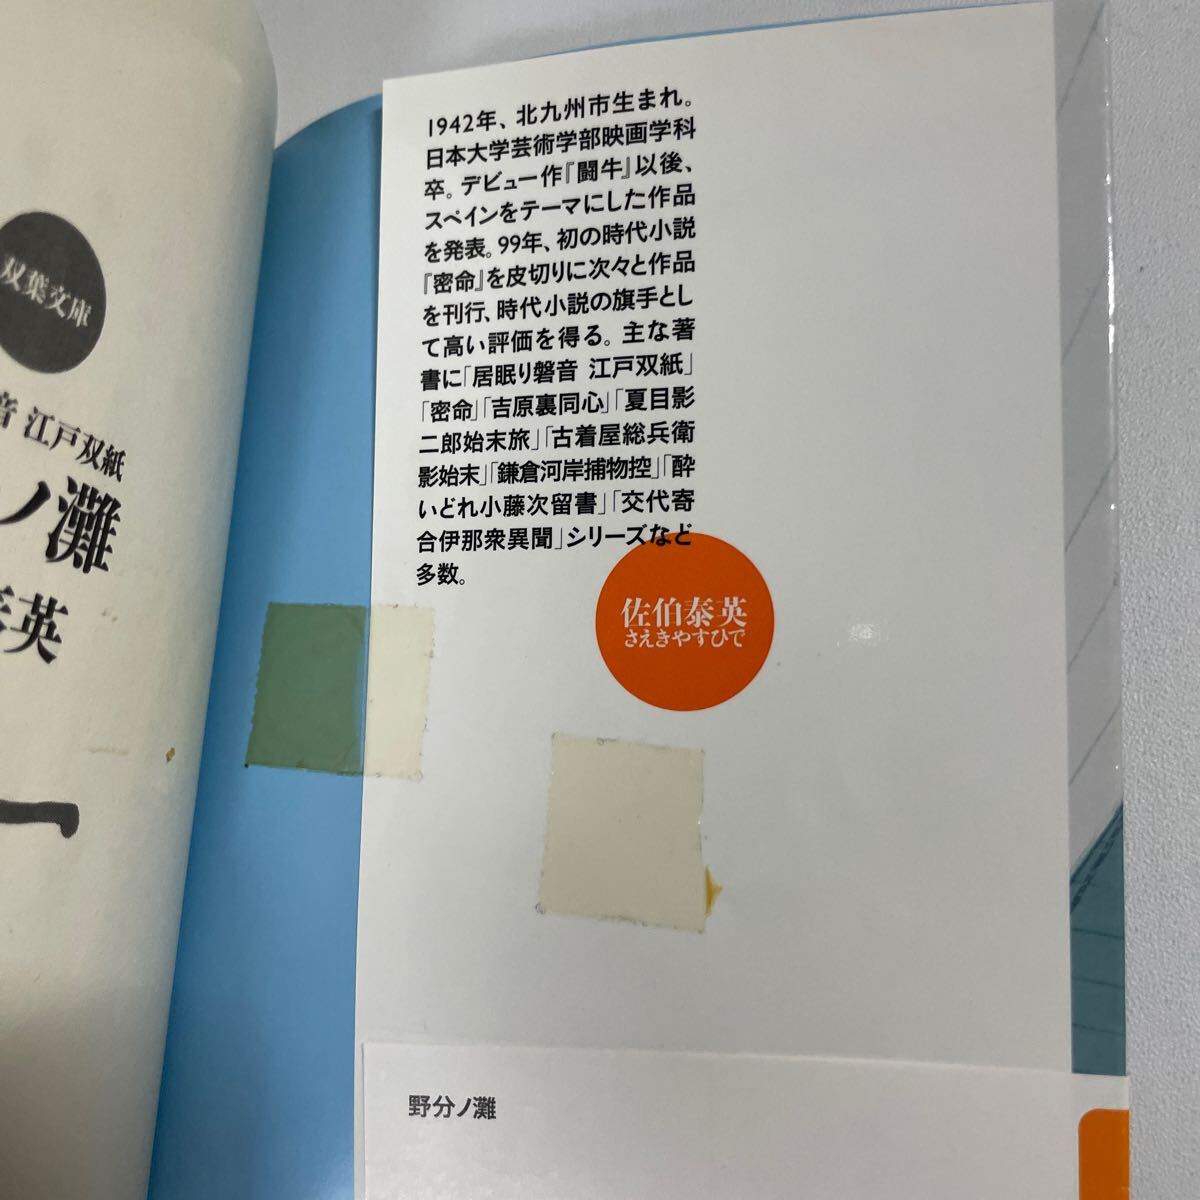 双葉文庫
音 江戸双紙
ノ灘
泰英
1942年、北九州市生まれ。
日本大学芸術学部映画学科
卒。デビュー作『闘牛』以後、
スペインをテーマにした作品
を発表。99年、初の時代小説
『密命』を皮切りに次々と作品
を刊行、時代小説の旗手とし
て高い評価を得る。主な著
書に「居眠り磐音 江戸双紙」
「密命」「吉原裏同心」「夏目影
二郎始末旅」「古着屋総兵衛
影始末」「鎌倉河岸捕物控」「酔
いどれ小籐次留書」「交代寄
合伊那衆異聞」シリーズなど
多数。
佐伯泰英
さえきやすひで
野分ノ灘